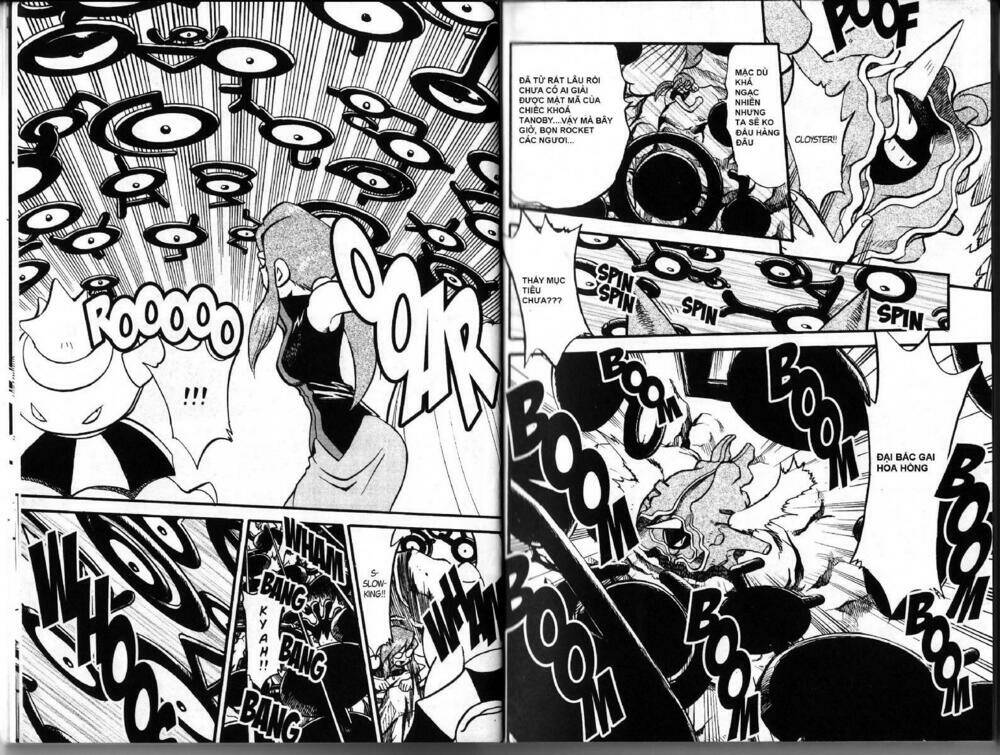 ROOOOO
OOHR
!!!
WHOOO
WHAM
BANG
KYAH!!
BANG
BANG
S-
SLOW-
KING!!
WHAM
POOF
CLOYSTER!!
MẶC DÙ
KHÁ
NGẠC
NHIÊN
NHƯNG
TA SẼ KO
ĐẦU HÀNG
ĐÂU
ĐÃ TỪ RẤT LÂU RỒI
CHƯA CÓ AI GIẢI
ĐƯỢC MẬT MÃ CỦA
CHIẾC KHOÁ
TANOBY....VẬY MÀ BÂY
GIỜ, BỌN ROCKET
CÁC NGƯƠI...
THẤY MỤC
TIÊU
CHƯA???
SPIN
SPIN
SPIN
SPIN
BOOM
BOOM
BOOM
BOOM
BOOM
BOOM
BOOM
ĐẠI BÁC GAI
HOA HỒNG